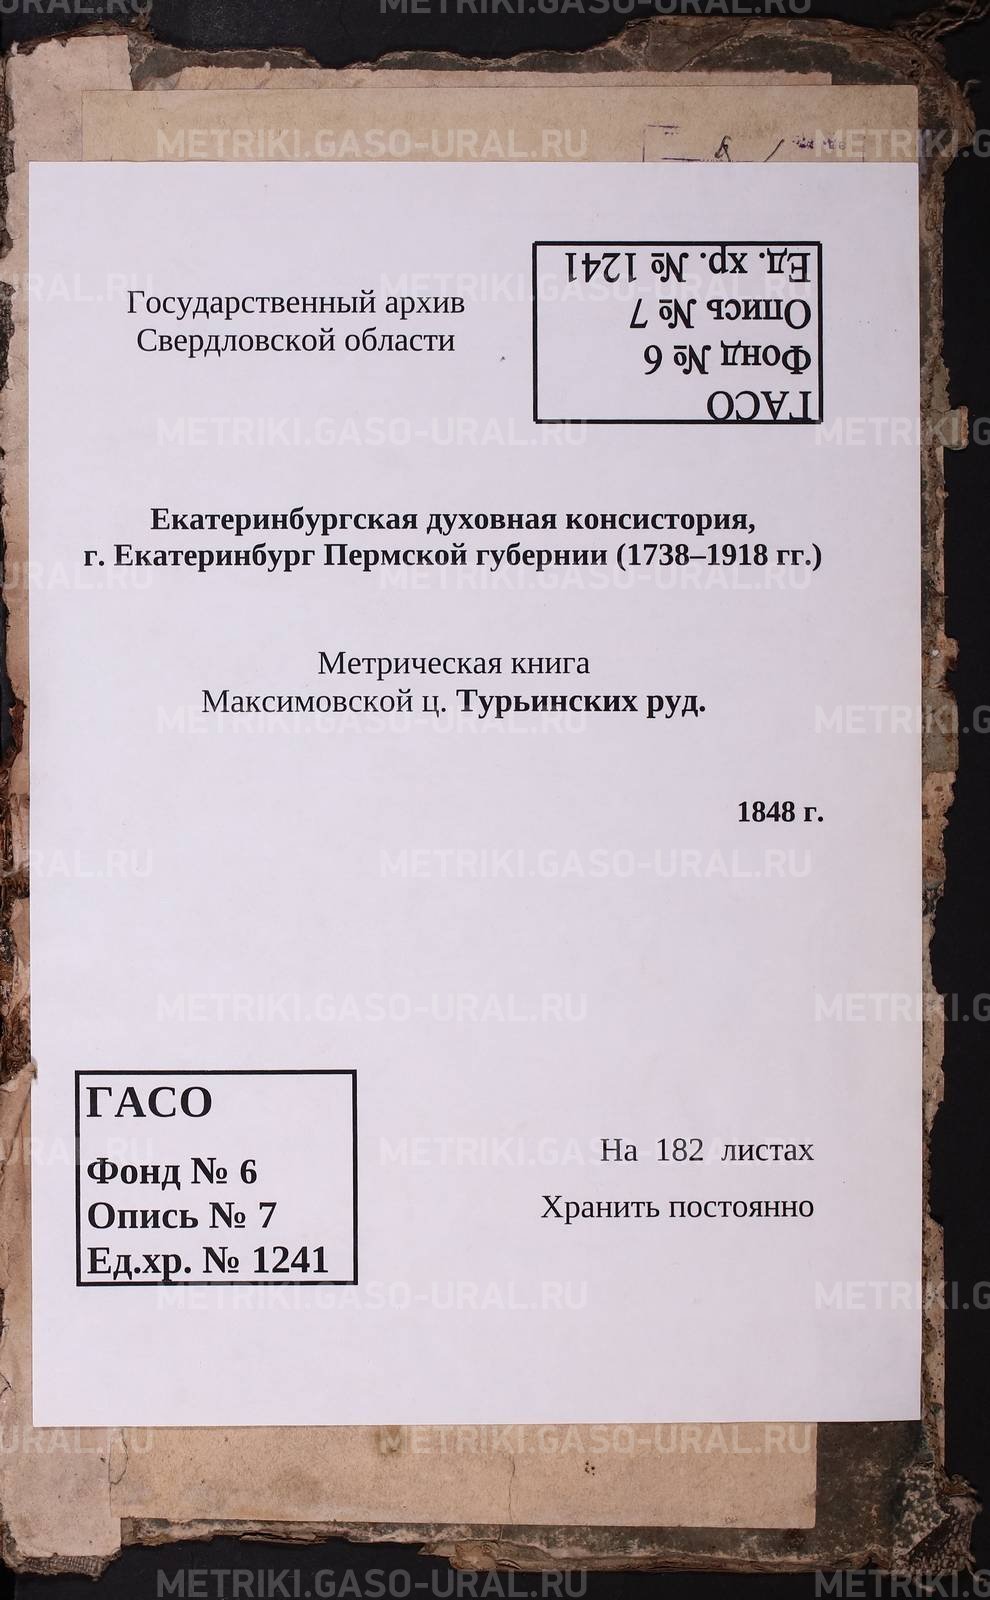 Государственный архив
Свердловской области
ГАСО
Фонд № 6
Опись № 7
Ед. хр. № 1241
Екатеринбургская духовная консистория,
г. Екатеринбург Пермской губернии (1738–1918 гг.)
Метрическая книга
Максимовской ц. Турьинских руд.
1848 г.
ГАСО
Фонд № 6
Опись № 7
Ед.хр. № 1241
На 182 листах
Хранить постоянно
METRIKI.GASO-URAL.RU